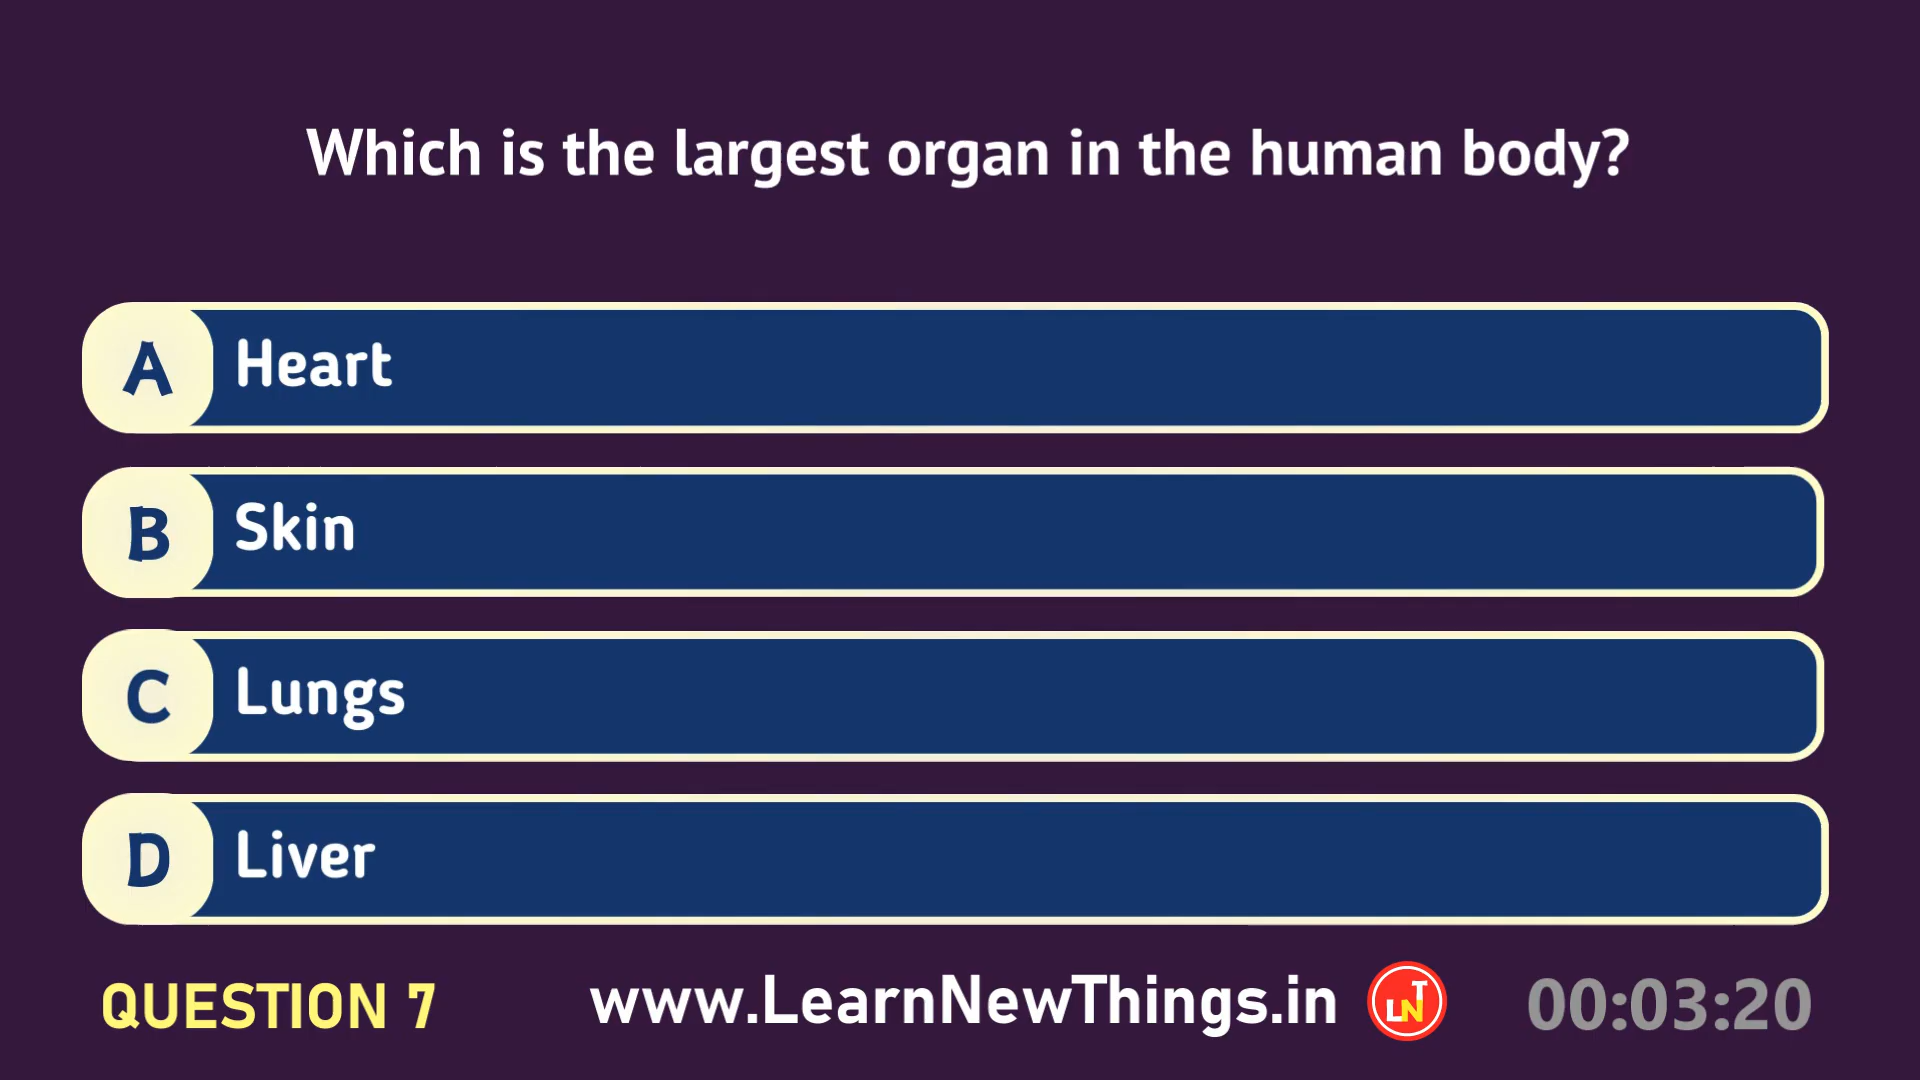 Which is the largest organ in the human body?
A Heart
B Skin
C Lungs
D Liver
QUESTION 7 www.LearnNewThings.in LNT 00:03:20